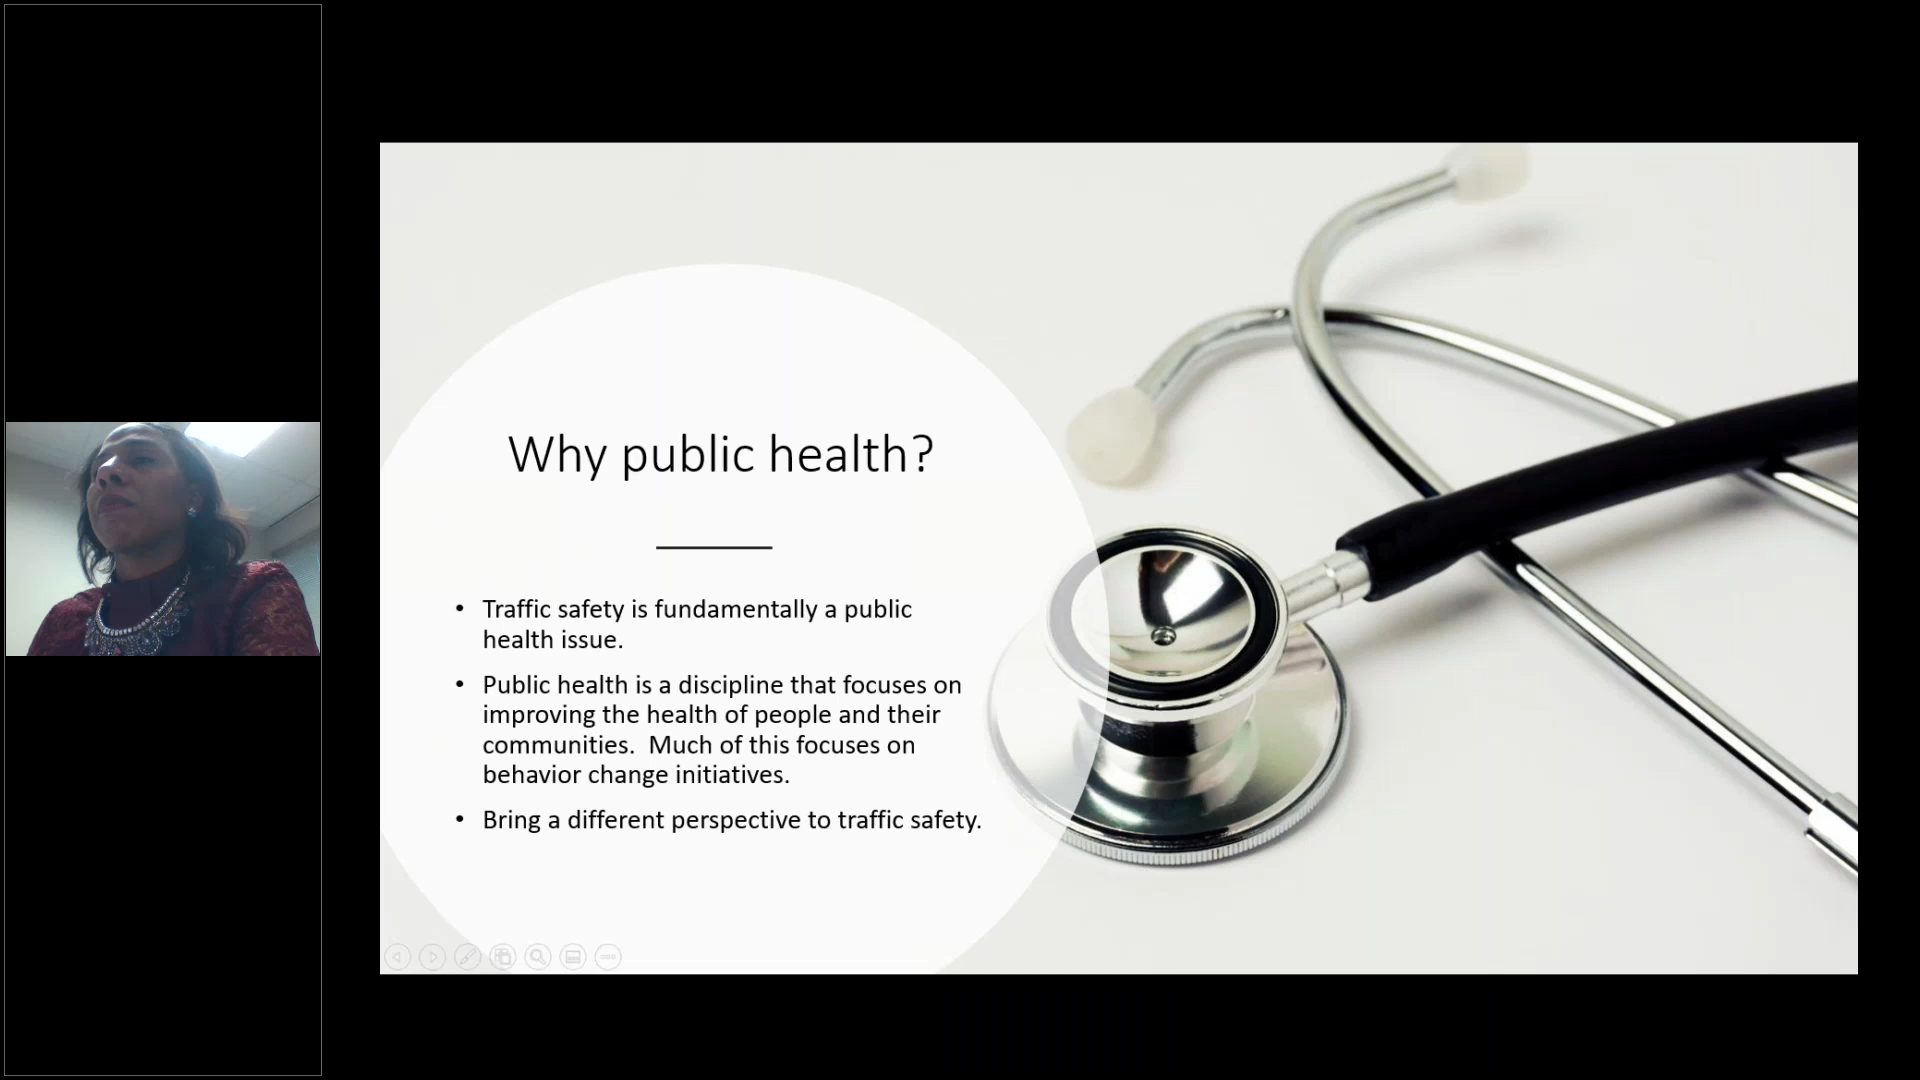 Why public health?
• Traffic safety is fundamentally a public
health issue.
• Public health is a discipline that focuses on
improving the health of people and their
communities.  Much of this focuses on
behavior change initiatives.
• Bring a different perspective to traffic safety.